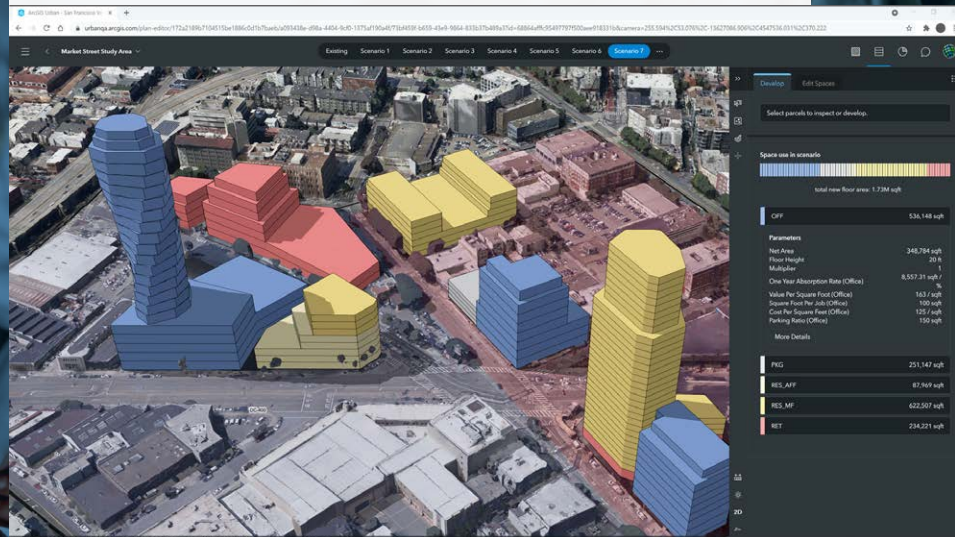 ArcGIS Urban - San Francisco
Market Street Study Area
Existing Scenario 1 Scenario 2 Scenario 3 Scenario 4 Scenario 5 Scenario 6 Scenario 7
Develop Edit Spaces
Select parcels to inspect or develop.
Space use in scenario
total new floor area: 1.73M sqft
OFF 536,148 sqft
Parameters
Net Area 348,784 sqft
Floor Height 20 ft
Multiplier 1
One Year Absorption Rate (Office) 8,557.31 sqft /
%
Value Per Square Foot (Office) 163 / sqft
Square Foot Per Job (Office) 100 sqft
Cost Per Square Feet (Office) 125 / sqft
Parking Ratio (Office) 150 sqft
More Details
PKG 251,147 sqft
RES_AFF 87,969 sqft
RES_MF 622,507 sqft
RET 234,221 sqft
2D